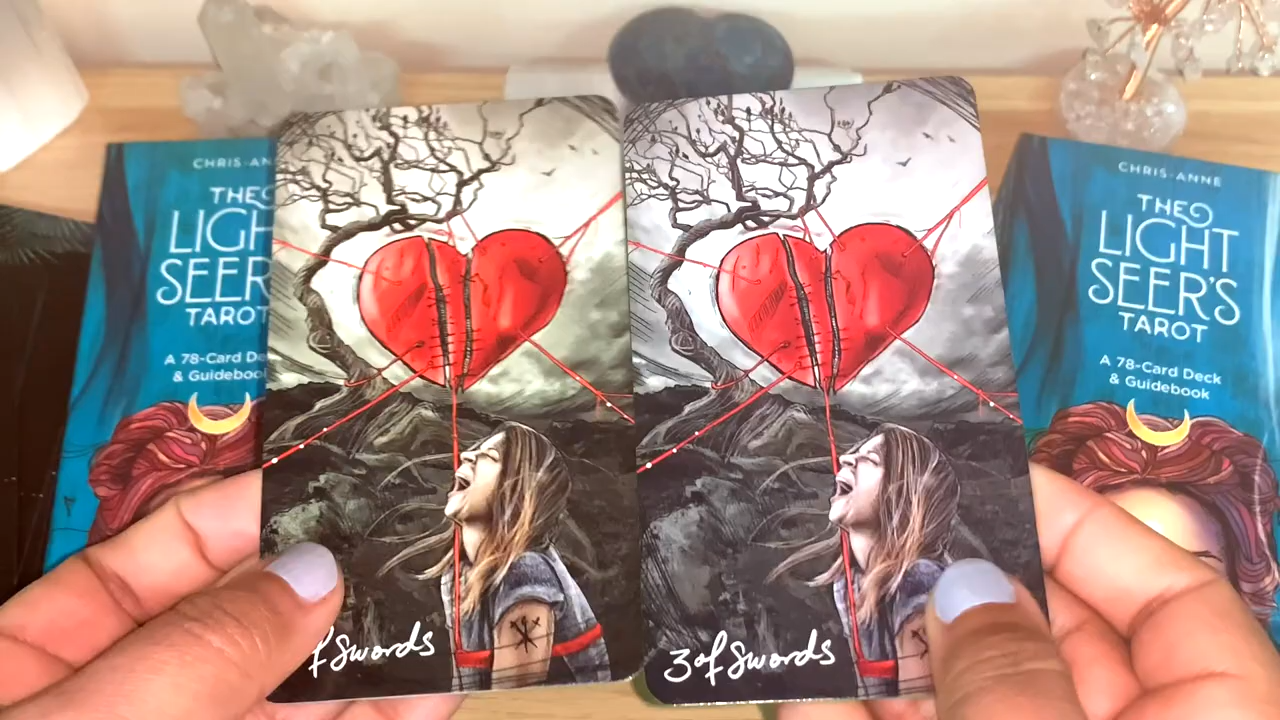 CHRIS-AN
THE
LIGH
SEER
TAROT
A 78-Card De
& Guidebook
f Swords
3 of Swords
CHRIS-ANNE
THE
LIGHT
SEER'S
TAROT
A 78-Card Deck
& Guidebook